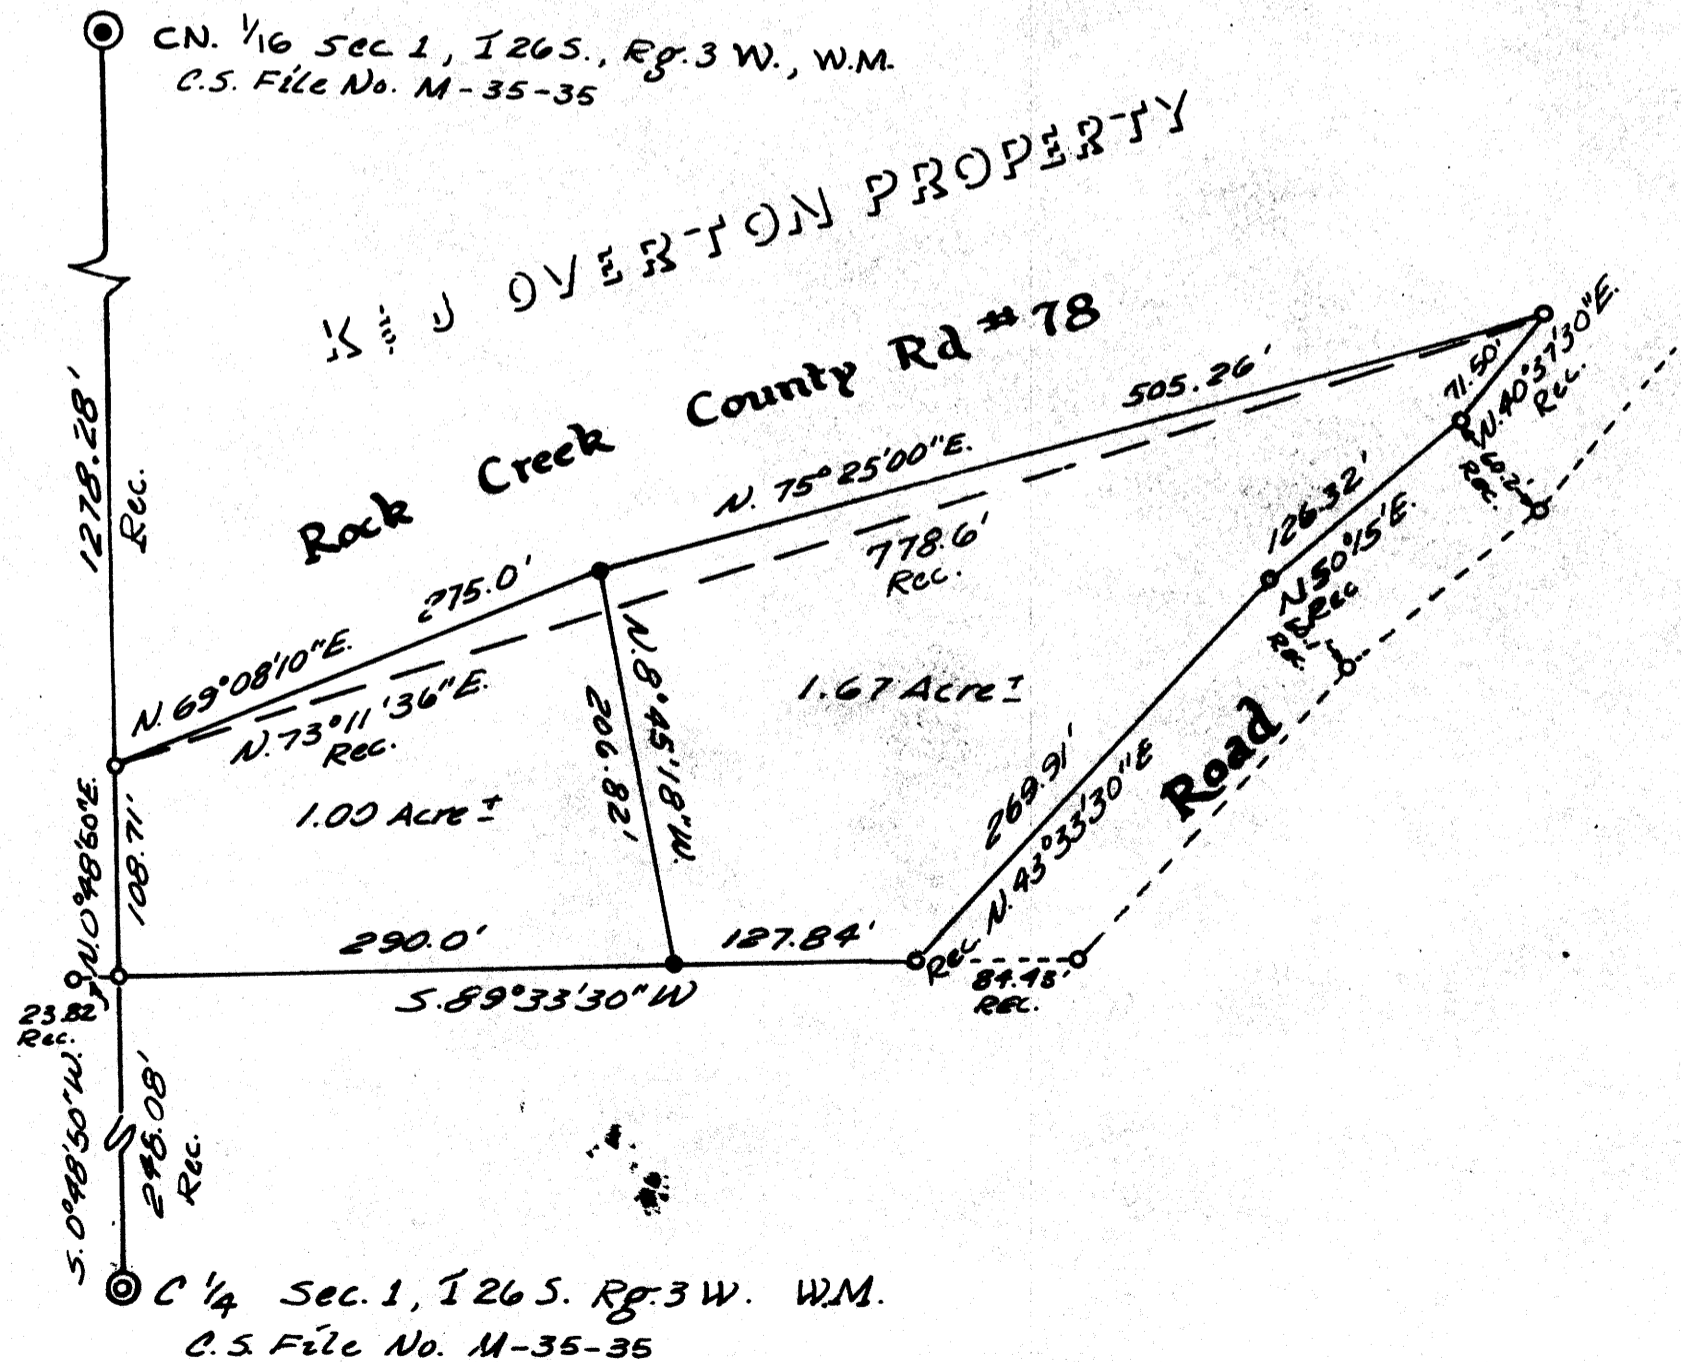 CN. 1/16 Sec 1, T 26 S., Rg. 3 W., W.M.
C.S. File No. M-35-35
K & J OVERTON PROPERTY
Rock Creek County Rd # 78
1278.28'
Rec.
N. 69°08'10"E.
275.0'
N. 75°25'00"E.
505.26'
N. 73°11'36"E.
Rec.
778.6'
Rec.
71.50'
N. 40°37'30"E.
Rec.
REC.
126.32'
N 50°15'E.
Rec
269.91'
N. 43°33'30"E
Rec
Road
84.48'
REC.
N. 8°45'18"W.
206.82'
1.67 Acre ±
1.00 Acre ±
N. 0°48'50"E.
108.71'
290.0'
127.84'
S. 89°33'30" W
23.82
Rec.
S. 0°48'50" W.
248.08'
Rec.
C 1/4 Sec. 1, T 26 S. Rg. 3 W. W.M.
C.S. File No. M-35-35